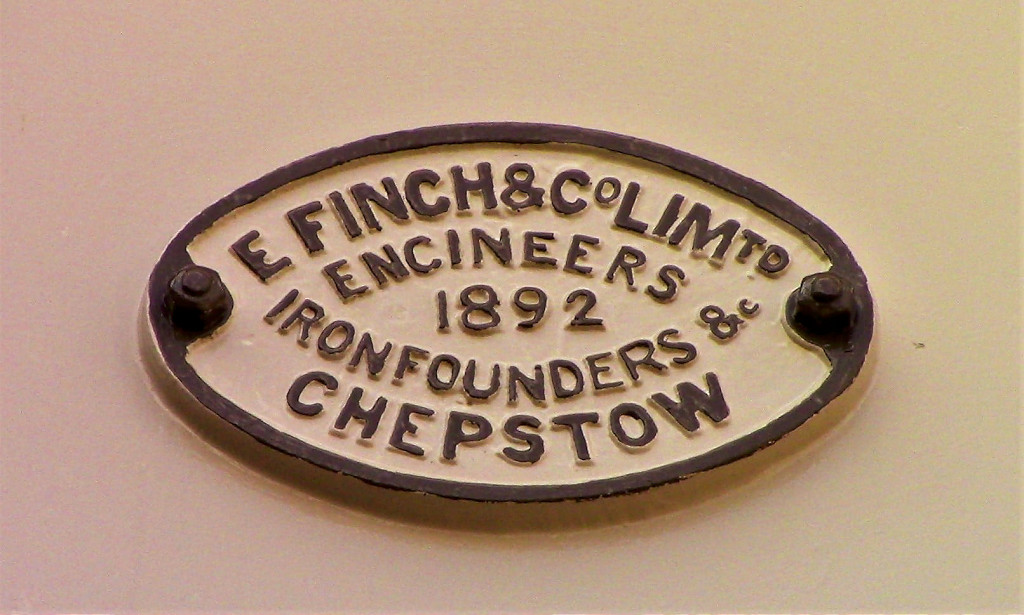 E FINCH & Co LIMTD
ENGINEERS
1892
IRONFOUNDERS &c
CHEPSTOW